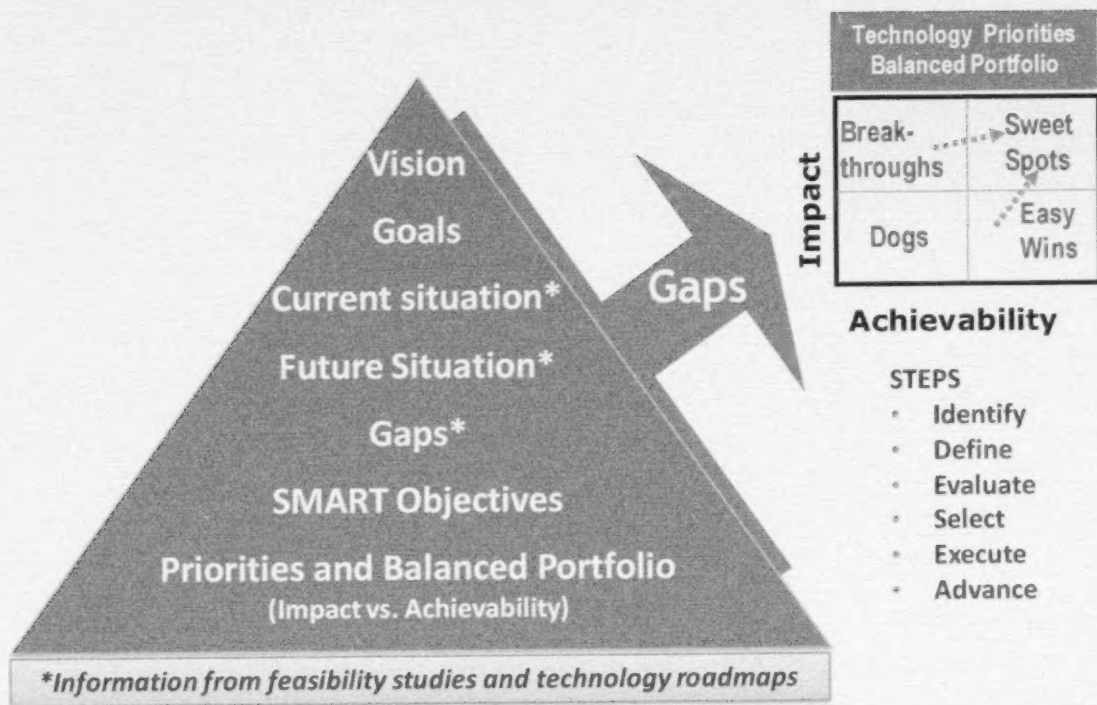 Vision
Goals
Current situation*
Future Situation*
Gaps*
SMART Objectives
Priorities and Balanced Portfolio
(Impact vs. Achievability)
*Information from feasibility studies and technology roadmaps
Gaps
Technology Priorities
Balanced Portfolio
Impact
Break-
throughs
Sweet
Spots
Dogs
Easy
Wins
Achievability
STEPS
• Identify
• Define
• Evaluate
• Select
• Execute
• Advance